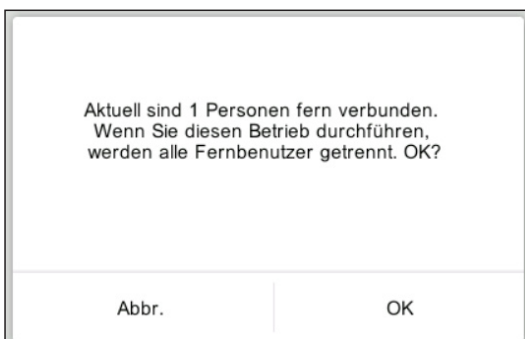 Aktuell sind 1 Personen fern verbunden.
Wenn Sie diesen Betrieb durchführen,
werden alle Fernbenutzer getrennt. OK?
Abbr.
OK